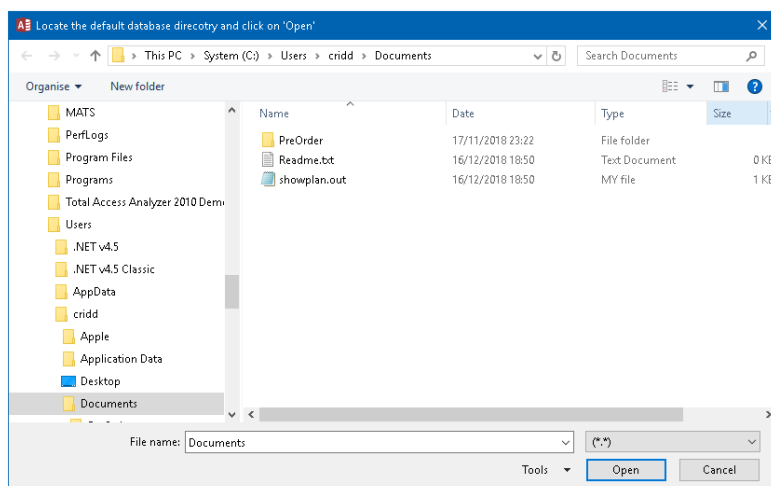 Locate the default database direcotry and click on 'Open'
This PC > System (C:) > Users > cridd > Documents
Search Documents
Organise
New folder
Name Date Type Size
MATS
PerfLogs
Program Files
Programs
Total Access Analyzer 2010 Dem
Users
.NET v4.5
.NET v4.5 Classic
AppData
cridd
Apple
Application Data
Desktop
Documents
PreOrder 17/11/2018 23:22 File folder
Readme.txt 16/12/2018 18:50 Text Document 0 KB
showplan.out 16/12/2018 18:50 MY file 1 KB
File name: Documents
(*.*)
Tools
Open
Cancel